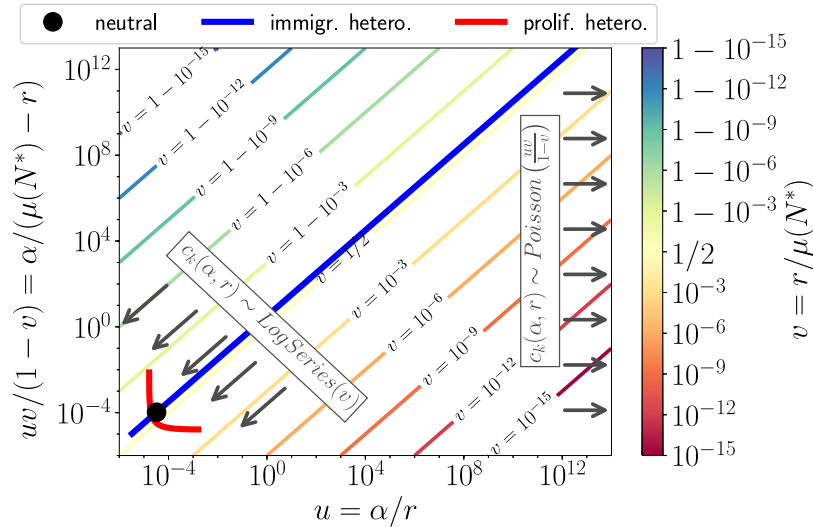 neutral immigr. hetero. prolif. hetero.
uv/(1 − v) = α/(μ(N*) − r)
10^12
10^8
10^4
10^0
10^−4
v = 1 − 10^−15
v = 1 − 10^−12
v = 1 − 10^−9
v = 1 − 10^−6
v = 1 − 10^−3
v = 1/2
v = 10^−3
v = 10^−6
v = 10^−9
v = 10^−12
v = 10^−15
c_k(α, r) ∼ LogSeries(v)
c_k(α, r) ∼ Poisson(uv/(1−v))
10^−4 10^0 10^4 10^8 10^12
u = α/r
1 − 10^−15
1 − 10^−12
1 − 10^−9
1 − 10^−6
1 − 10^−3
1/2
10^−3
10^−6
10^−9
10^−12
10^−15
v = r/μ(N*)